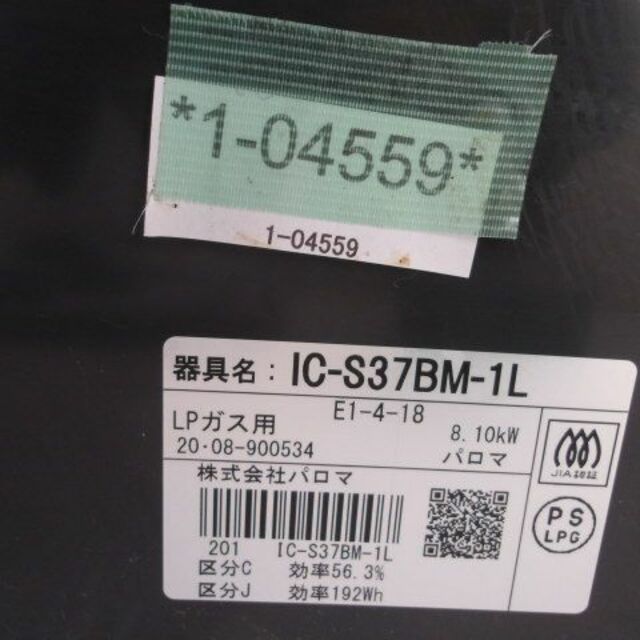 *1-04559*
1-04559
器具名：IC-S37BM-1L
E1-4-18
LPガス用
8.10kW
20・08-900534
パロマ
株式会社パロマ
201 IC-S37BM-1L
区分C 効率56.3%
区分J 効率192Wh
PS
LPG